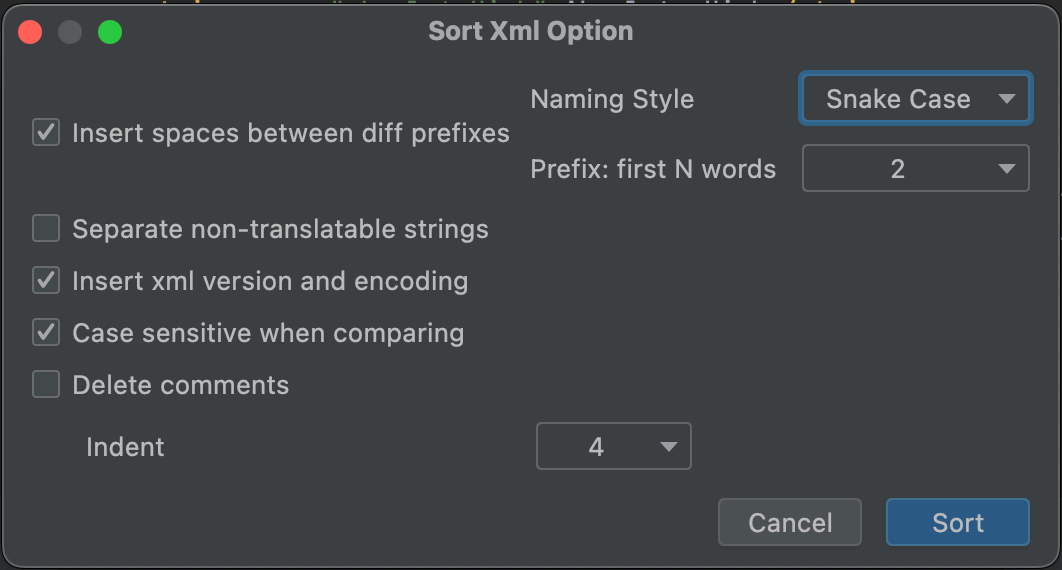 Sort Xml Option
Naming Style
Snake Case
Insert spaces between diff prefixes
Prefix: first N words
2
Separate non-translatable strings
Insert xml version and encoding
Case sensitive when comparing
Delete comments
Indent
4
Cancel
Sort